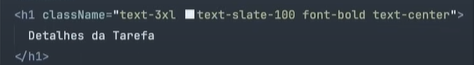 <h1 className="text-3xl text-slate-100 font-bold text-center">
Detalhes da Tarefa
</h1>